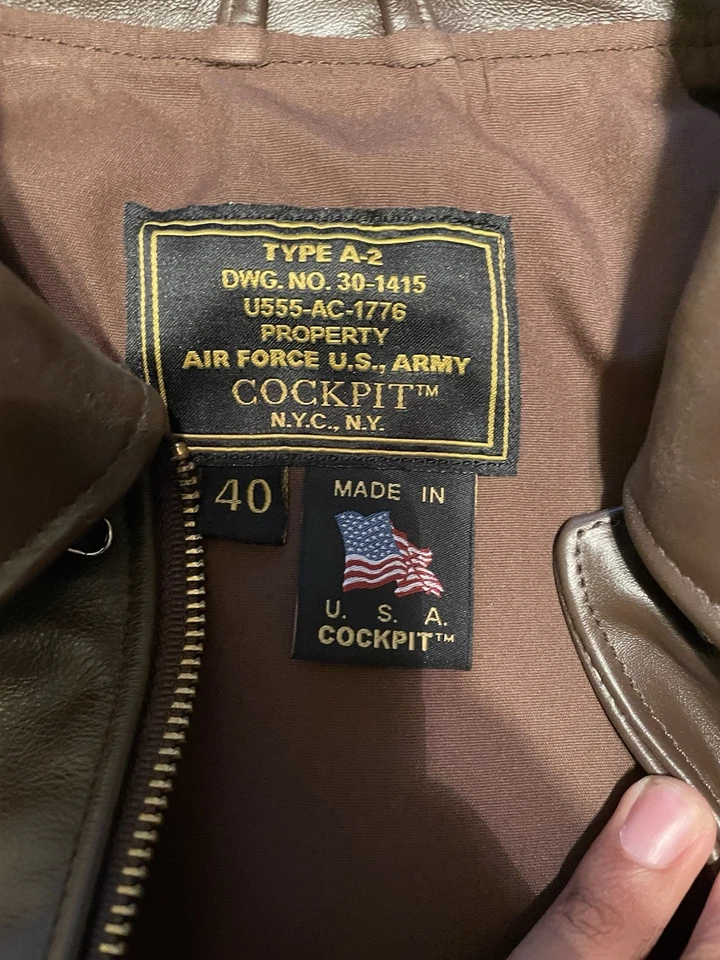 TYPE A-2
DWG. NO. 30-1415
U555-AC-1776
PROPERTY
AIR FORCE U.S., ARMY
COCKPIT™
N.Y.C., N.Y.
40
MADE IN
U. S. A.
COCKPIT™